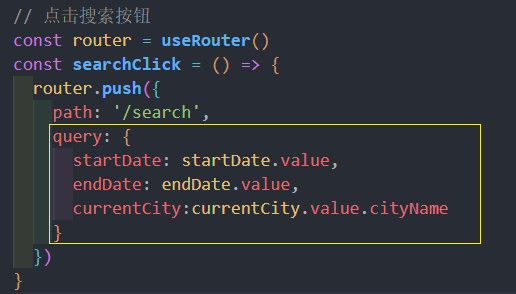 // 点击搜索按钮
const router = useRouter()
const searchClick = () => {
  router.push({
    path: '/search',
    query: {
      startDate: startDate.value,
      endDate: endDate.value,
      currentCity:currentCity.value.cityName
    }
  })
}